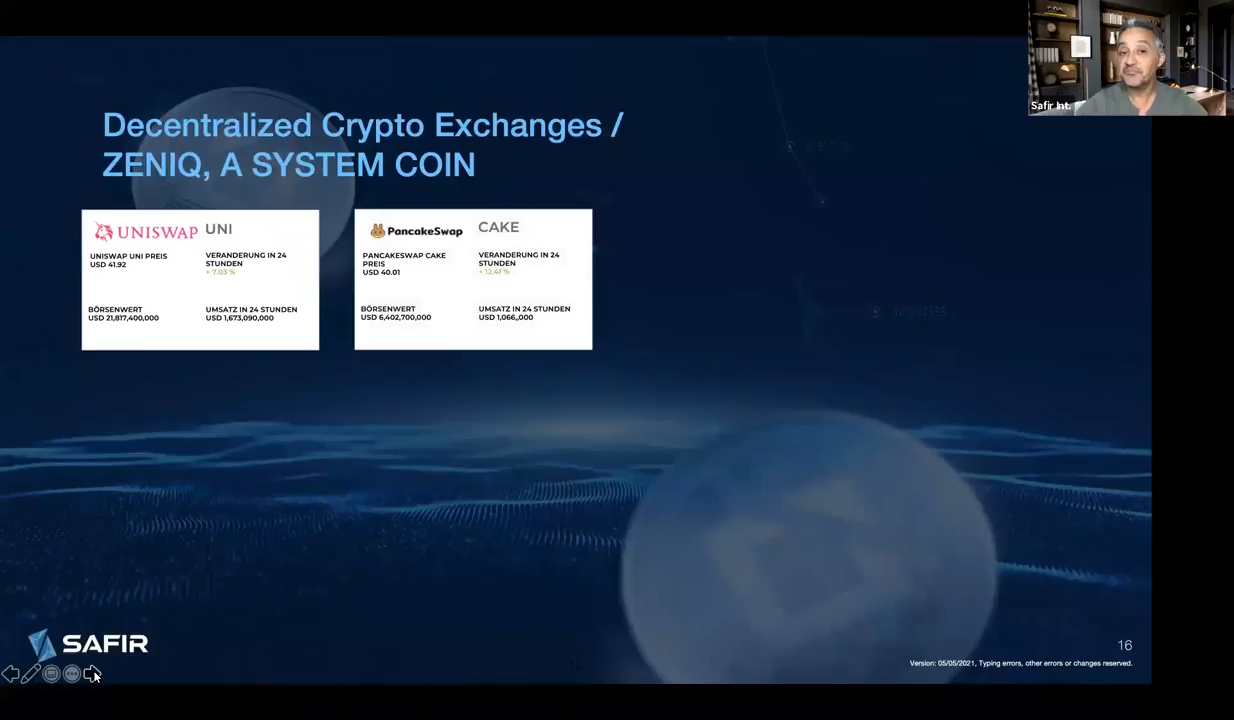 Safir Int.
Decentralized Crypto Exchanges /
ZENIQ, A SYSTEM COIN
UNISWAP UNI
UNISWAP UNI PREIS
USD 41.92
VERANDERUNG IN 24
STUNDEN
+ 7.03 %
BÖRSENWERT
USD 21,817,400,000
UMSATZ IN 24 STUNDEN
USD 1,673,090,000
PancakeSwap CAKE
PANCAKESWAP CAKE
PREIS
USD 40.01
VERANDERUNG IN 24
STUNDEN
+ 12.41 %
BÖRSENWERT
USD 6,402,700,000
UMSATZ IN 24 STUNDEN
USD 1,066,,000
SAFIR
16
Version: 05/05/2021, Typing errors, other errors or changes reserved.